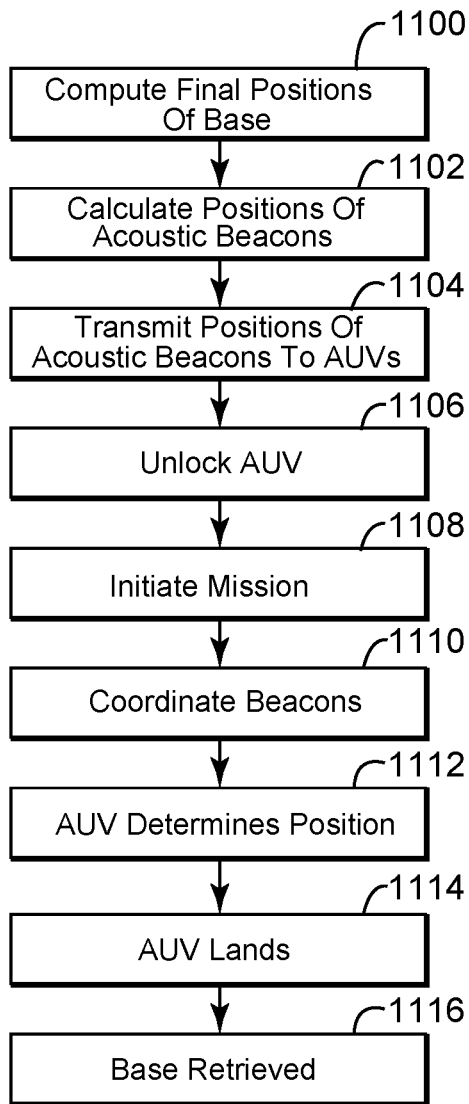 1100
Compute Final Positions
Of Base
1102
Calculate Positions Of
Acoustic Beacons
1104
Transmit Positions Of
Acoustic Beacons To AUVs
1106
Unlock AUV
1108
Initiate Mission
1110
Coordinate Beacons
1112
AUV Determines Position
1114
AUV Lands
1116
Base Retrieved